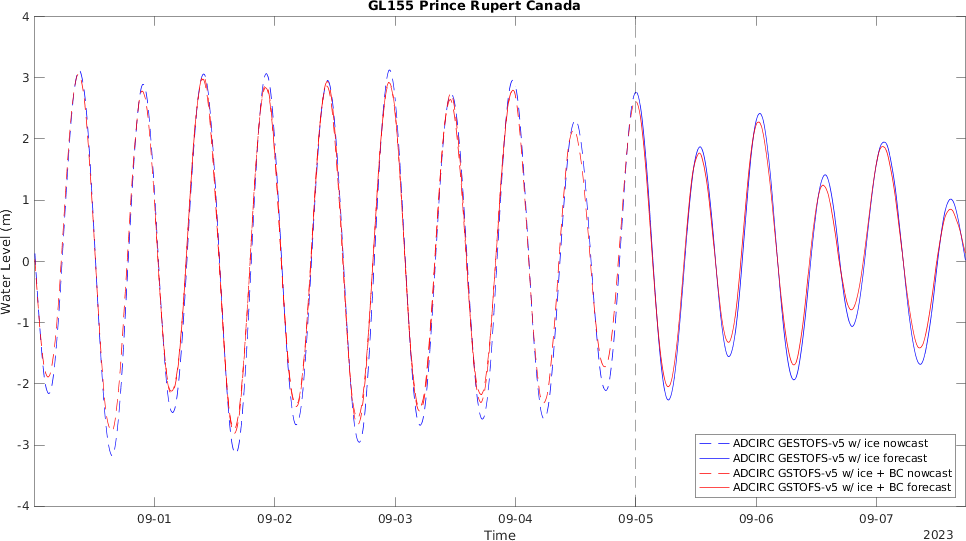 GL155 Prince Rupert Canada
4
3
2
1
0
-1
-2
-3
-4
Water Level (m)
09-01
09-02
09-03
09-04
09-05
09-06
09-07
Time
2023
ADCIRC GESTOFS-v5 w/ ice nowcast
ADCIRC GESTOFS-v5 w/ ice forecast
ADCIRC GSTOFS-v5 w/ ice + BC nowcast
ADCIRC GSTOFS-v5 w/ ice + BC forecast